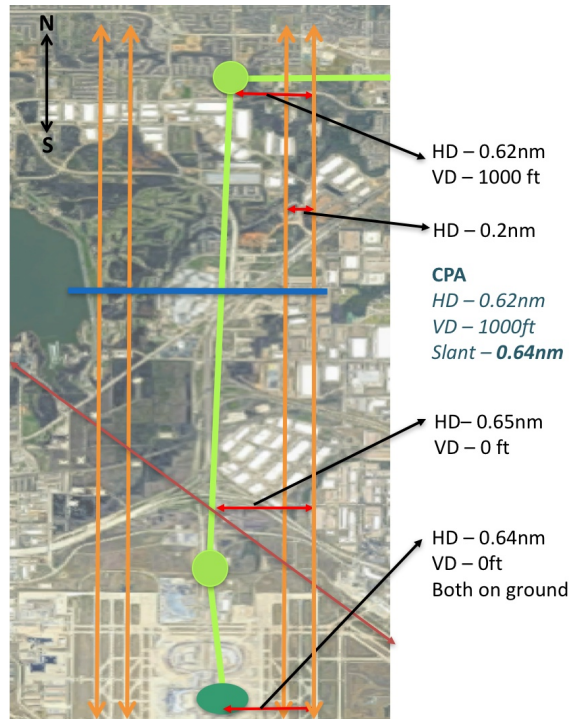 N
S
HD – 0.62nm
VD – 1000 ft
HD – 0.2nm
CPA
HD – 0.62nm
VD – 1000ft
Slant – 0.64nm
HD– 0.65nm
VD – 0 ft
HD – 0.64nm
VD – 0ft
Both on ground